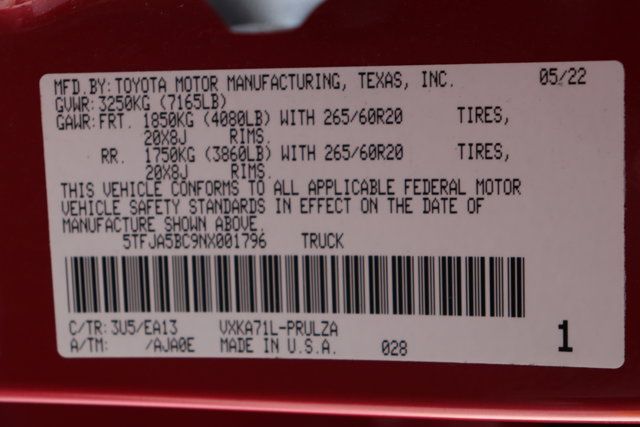 MFD.BY:TOYOTA MOTOR MANUFACTURING, TEXAS, INC. 05/22
GVWR:3250KG (7165LB)
GAWR:FRT. 1850KG (4080LB) WITH 265/60R20 TIRES,
20X8J RIMS.
RR. 1750KG (3860LB) WITH 265/60R20 TIRES,
20X8J RIMS.
THIS VEHICLE CONFORMS TO ALL APPLICABLE FEDERAL MOTOR
VEHICLE SAFETY STANDARDS IN EFFECT ON THE DATE OF
MANUFACTURE SHOWN ABOVE.
5TFJA5BC9NX001796 TRUCK
C/TR:3U5/EA13 VXKA71L-PRULZA
A/TM: /AJA0E MADE IN U.S.A. 028 1